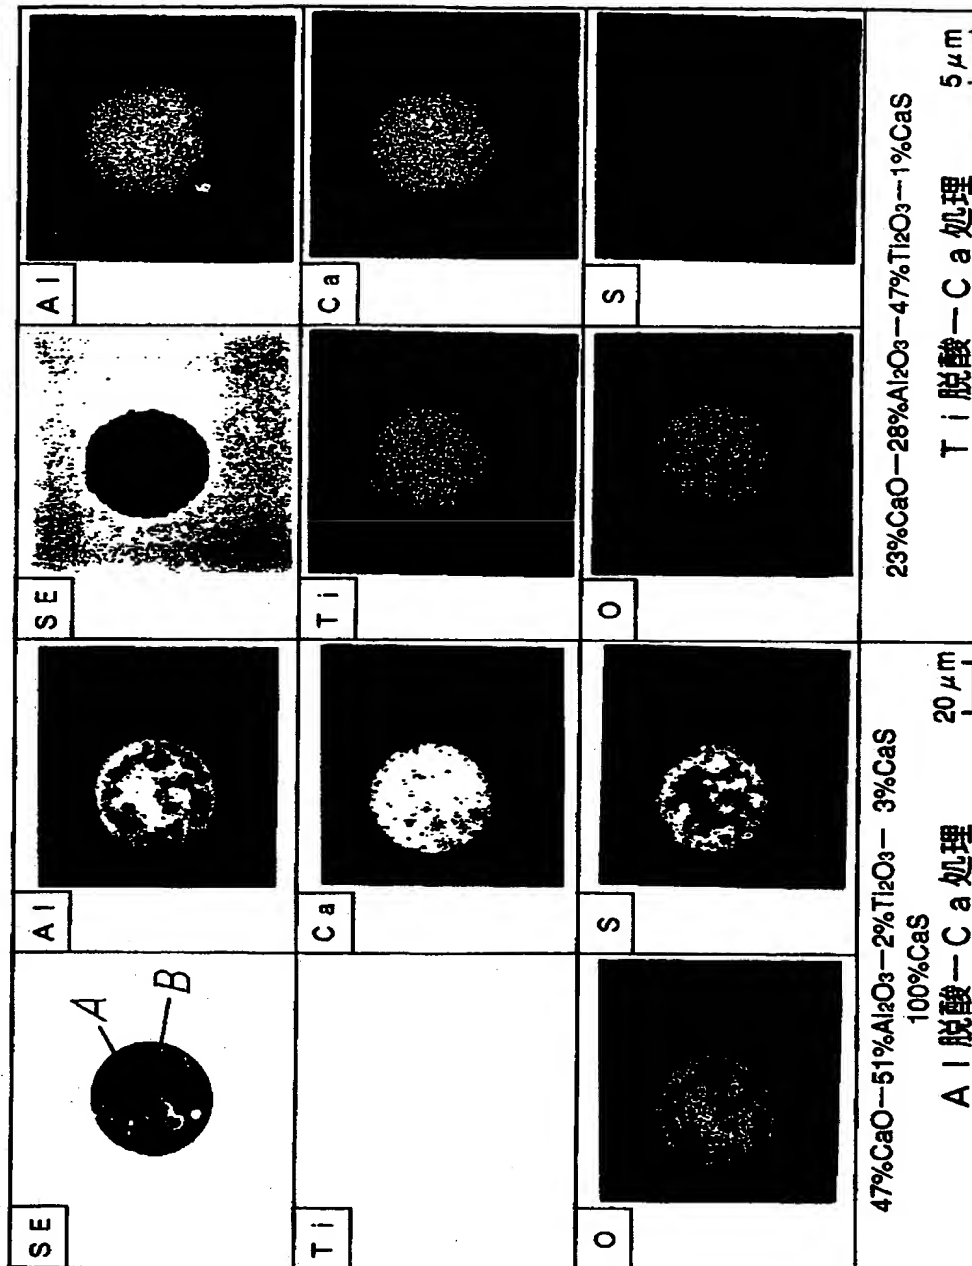 SE
A
B
Al
SE
Al
Ti
Ca
Ti
Ca
O
S
O
S
47%CaO−51%Al2O3−2%Ti2O3− 3%CaS
100%CaS
Al脱酸−Ca処理 20μm
23%CaO−28%Al2O3−47%Ti2O3−1%CaS
Ti脱酸−Ca処理 5μm